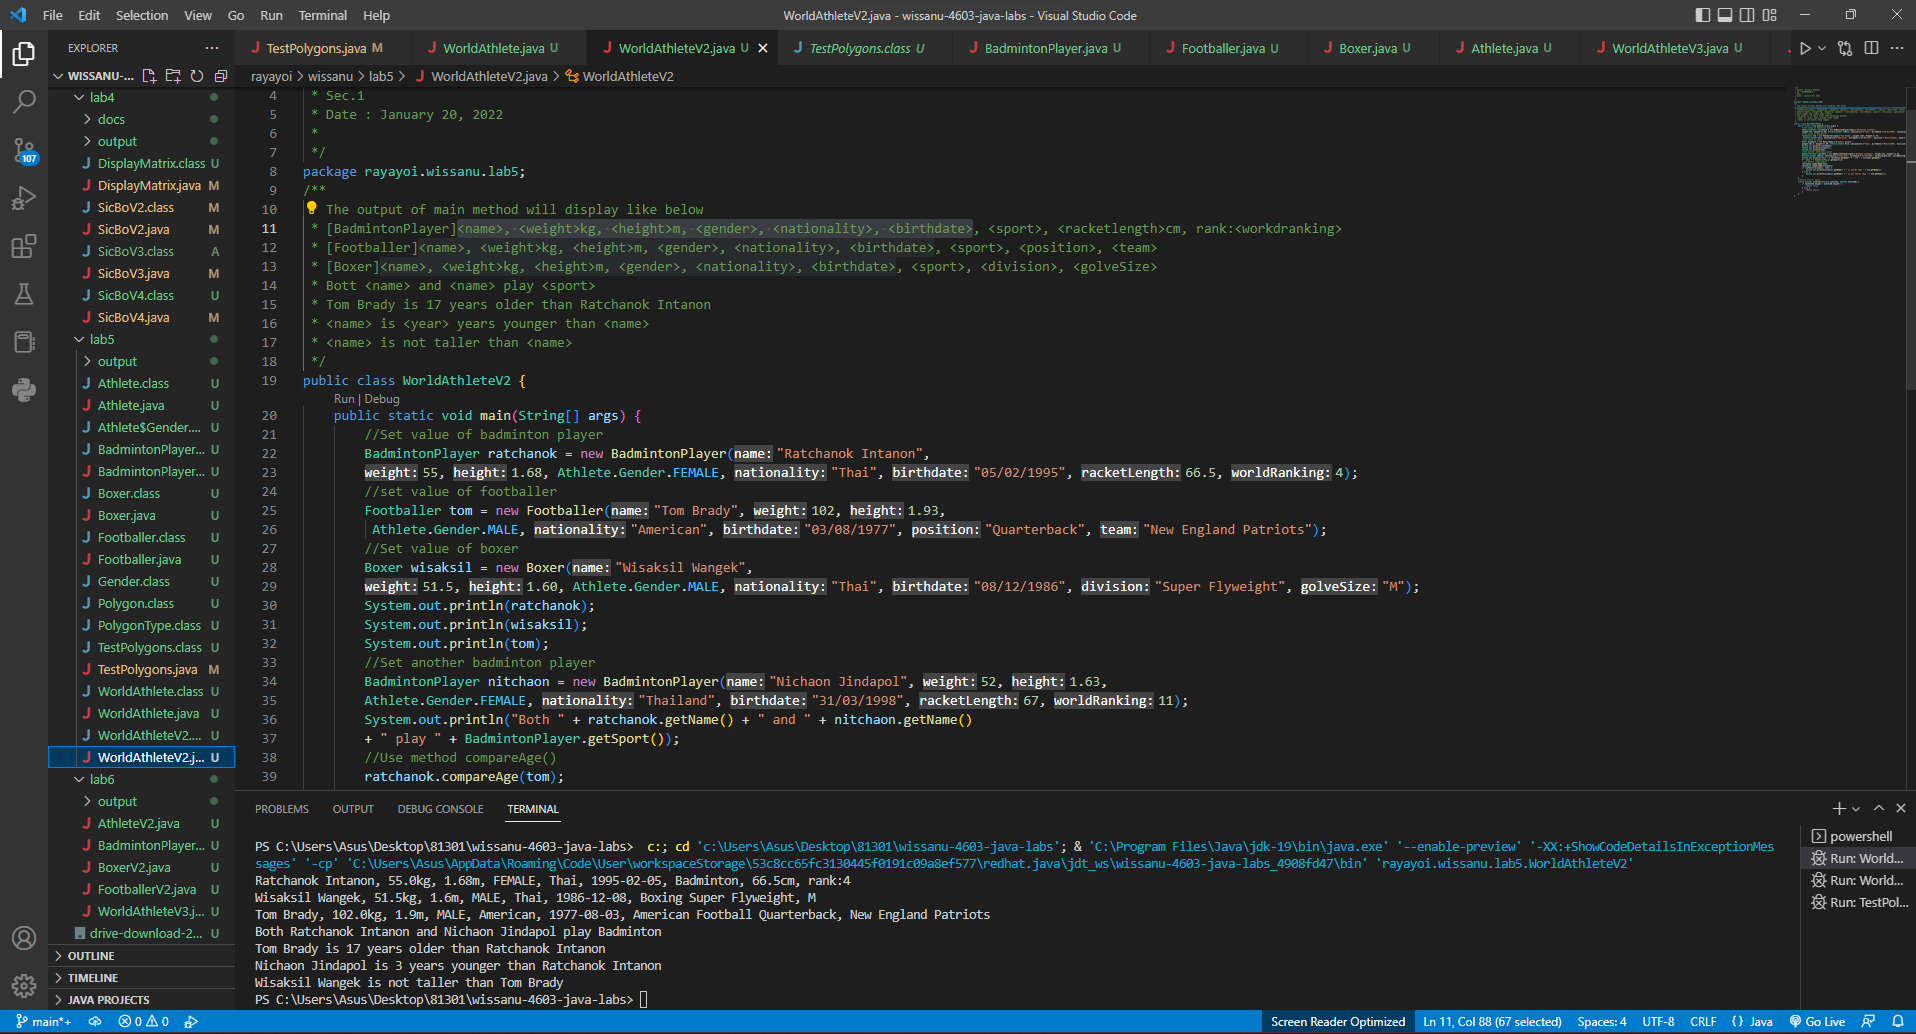 File Edit Selection View Go Run Terminal Help
WorldAthleteV2.java - wissanu-4603-java-labs - Visual Studio Code
EXPLORER ···
TestPolygons.java M WorldAthlete.java U WorldAthleteV2.java U TestPolygons.class U BadmintonPlayer.java U Footballer.java U Boxer.java U Athlete.java U WorldAthleteV3.java U
WISSANU-...
rayayoi > wissanu > lab5 > WorldAthleteV2.java > WorldAthleteV2
lab4
docs
output
DisplayMatrix.class U
DisplayMatrix.java M
SicBoV2.class M
SicBoV2.java M
SicBoV3.class A
SicBoV3.java M
SicBoV4.class U
SicBoV4.java M
lab5
output
Athlete.class U
Athlete.java U
Athlete$Gender.... U
BadmintonPlayer... U
BadmintonPlayer... U
Boxer.class U
Boxer.java U
Footballer.class U
Footballer.java U
Gender.class U
Polygon.class U
PolygonType.class U
TestPolygons.class U
TestPolygons.java M
WorldAthlete.class U
WorldAthlete.java U
WorldAthleteV2.... U
WorldAthleteV2.j... U
lab6
output
AthleteV2.java U
BadmintonPlayer... U
BoxerV2.java U
FootballerV2.java U
WorldAthleteV3.j... U
drive-download-2... U
OUTLINE
TIMELINE
JAVA PROJECTS
107
4 * Sec.1
5 * Date : January 20, 2022
6 *
7 */
8 package rayayoi.wissanu.lab5;
9 /**
10 The output of main method will display like below
11 * [BadmintonPlayer]<name>, <weight>kg, <height>m, <gender>, <nationality>, <birthdate>, <sport>, <racketlength>cm, rank:<workdranking>
12 * [Footballer]<name>, <weight>kg, <height>m, <gender>, <nationality>, <birthdate>, <sport>, <position>, <team>
13 * [Boxer]<name>, <weight>kg, <height>m, <gender>, <nationality>, <birthdate>, <sport>, <division>, <golveSize>
14 * Bott <name> and <name> play <sport>
15 * Tom Brady is 17 years older than Ratchanok Intanon
16 * <name> is <year> years younger than <name>
17 * <name> is not taller than <name>
18 */
19 public class WorldAthleteV2 {
Run | Debug
20 public static void main(String[] args) {
21 //Set value of badminton player
22 BadmintonPlayer ratchanok = new BadmintonPlayer(name: "Ratchanok Intanon",
23 weight: 55, height: 1.68, Athlete.Gender.FEMALE, nationality: "Thai", birthdate: "05/02/1995", racketLength: 66.5, worldRanking: 4);
24 //set value of footballer
25 Footballer tom = new Footballer(name: "Tom Brady", weight: 102, height: 1.93,
26 Athlete.Gender.MALE, nationality: "American", birthdate: "03/08/1977", position: "Quarterback", team: "New England Patriots");
27 //Set value of boxer
28 Boxer wisaksil = new Boxer(name: "Wisaksil Wangek",
29 weight: 51.5, height: 1.60, Athlete.Gender.MALE, nationality: "Thai", birthdate: "08/12/1986", division: "Super Flyweight", golveSize: "M");
30 System.out.println(ratchanok);
31 System.out.println(wisaksil);
32 System.out.println(tom);
33 //Set another badminton player
34 BadmintonPlayer nitchaon = new BadmintonPlayer(name: "Nichaon Jindapol", weight: 52, height: 1.63,
35 Athlete.Gender.FEMALE, nationality: "Thailand", birthdate: "31/03/1998", racketLength: 67, worldRanking: 11);
36 System.out.println("Both " + ratchanok.getName() + " and " + nitchaon.getName()
37 + " play " + BadmintonPlayer.getSport());
38 //Use method compareAge()
39 ratchanok.compareAge(tom);
PROBLEMS OUTPUT DEBUG CONSOLE TERMINAL
PS C:\Users\Asus\Desktop\81301\wissanu-4603-java-labs> c:; cd 'c:\Users\Asus\Desktop\81301\wissanu-4603-java-labs'; & 'C:\Program Files\Java\jdk-19\bin\java.exe' '--enable-preview' '-XX:+ShowCodeDetailsInExceptionMes
sages' '-cp' 'C:\Users\Asus\AppData\Roaming\Code\User\workspaceStorage\53c8cc65fc3130445f0191c09a8ef577\redhat.java\jdt_ws\wissanu-4603-java-labs_4908fd47\bin' 'rayayoi.wissanu.lab5.WorldAthleteV2'
Ratchanok Intanon, 55.0kg, 1.68m, FEMALE, Thai, 1995-02-05, Badminton, 66.5cm, rank:4
Wisaksil Wangek, 51.5kg, 1.6m, MALE, Thai, 1986-12-08, Boxing Super Flyweight, M
Tom Brady, 102.0kg, 1.9m, MALE, American, 1977-08-03, American Football Quarterback, New England Patriots
Both Ratchanok Intanon and Nichaon Jindapol play Badminton
Tom Brady is 17 years older than Ratchanok Intanon
Nichaon Jindapol is 3 years younger than Ratchanok Intanon
Wisaksil Wangek is not taller than Tom Brady
PS C:\Users\Asus\Desktop\81301\wissanu-4603-java-labs>
powershell
Run: World...
Run: World...
Run: TestPol...
main*+ 0 0 Screen Reader Optimized Ln 11, Col 88 (67 selected) Spaces: 4 UTF-8 CRLF {} Java Go Live